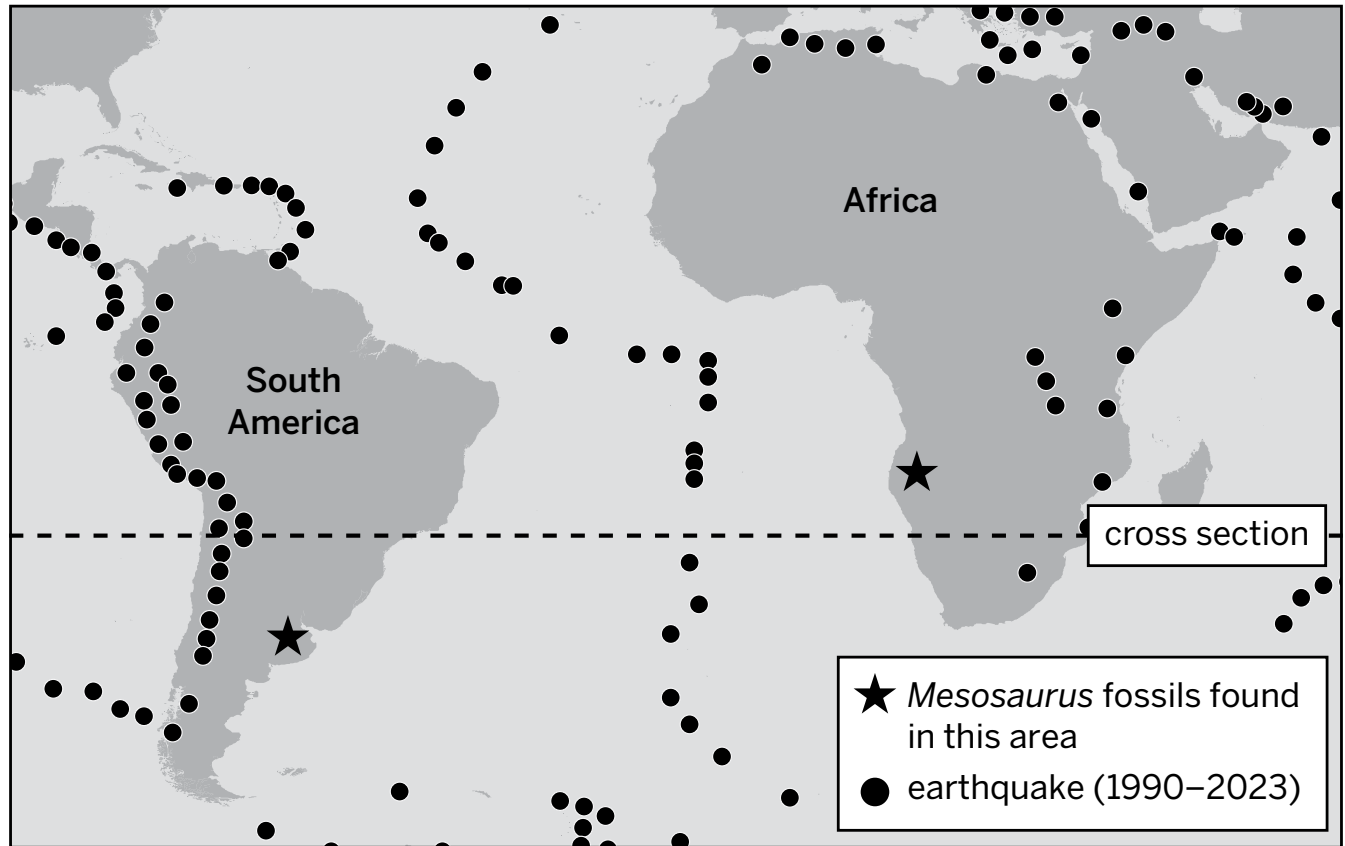 Africa
South
America
cross section
Mesosaurus fossils found
in this area
earthquake (1990–2023)